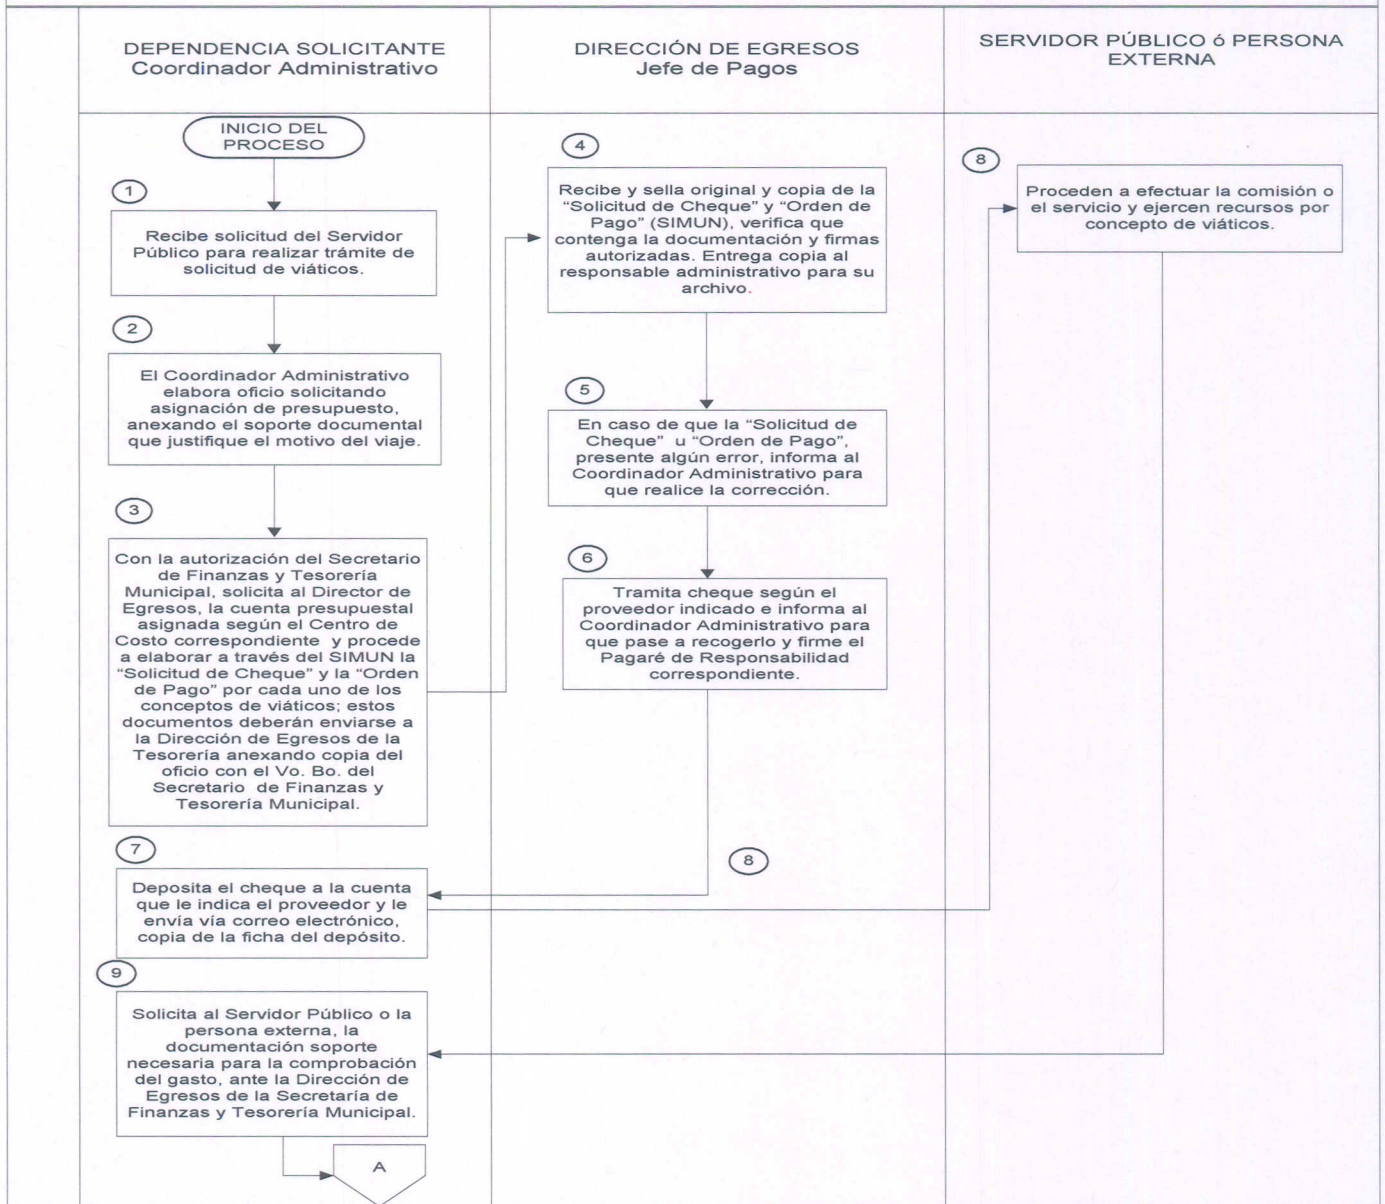 DEPENDENCIA SOLICITANTE
Coordinador Administrativo
DIRECCIÓN DE EGRESOS
Jefe de Pagos
SERVIDOR PÚBLICO ó PERSONA
EXTERNA
INICIO DEL
PROCESO
1
Recibe solicitud del Servidor
Público para realizar trámite de
solicitud de viáticos.
2
El Coordinador Administrativo
elabora oficio solicitando
asignación de presupuesto,
anexando el soporte documental
que justifique el motivo del viaje.
3
Con la autorización del Secretario
de Finanzas y Tesorería
Municipal, solicita al Director de
Egresos, la cuenta presupuestal
asignada según el Centro de
Costo correspondiente y procede
a elaborar a través del SIMUN la
“Solicitud de Cheque” y la “Orden
de Pago” por cada uno de los
conceptos de viáticos; estos
documentos deberán enviarse a
la Dirección de Egresos de la
Tesorería anexando copia del
oficio con el Vo. Bo. del
Secretario de Finanzas y
Tesorería Municipal.
4
Recibe y sella original y copia de la
“Solicitud de Cheque” y “Orden de
Pago” (SIMUN), verifica que
contenga la documentación y firmas
autorizadas. Entrega copia al
responsable administrativo para su
archivo.
5
En caso de que la “Solicitud de
Cheque” u “Orden de Pago”,
presente algún error, informa al
Coordinador Administrativo para
que realice la corrección.
6
Tramita cheque según el
proveedor indicado e informa al
Coordinador Administrativo para
que pase a recogerlo y firme el
Pagaré de Responsabilidad
correspondiente.
8
7
Deposita el cheque a la cuenta
que le indica el proveedor y le
envía vía correo electrónico,
copia de la ficha del depósito.
8
Proceden a efectuar la comisión o
el servicio y ejercen recursos por
concepto de viáticos.
9
Solicita al Servidor Público o la
persona externa, la
documentación soporte
necesaria para la comprobación
del gasto, ante la Dirección de
Egresos de la Secretaría de
Finanzas y Tesorería Municipal.
A